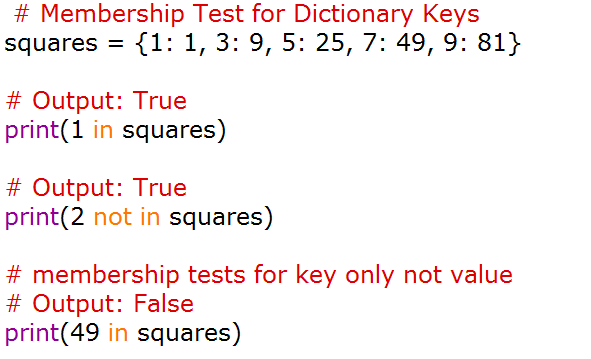 # Membership Test for Dictionary Keys
squares = {1: 1, 3: 9, 5: 25, 7: 49, 9: 81}
# Output: True
print(1 in squares)
# Output: True
print(2 not in squares)
# membership tests for key only not value
# Output: False
print(49 in squares)